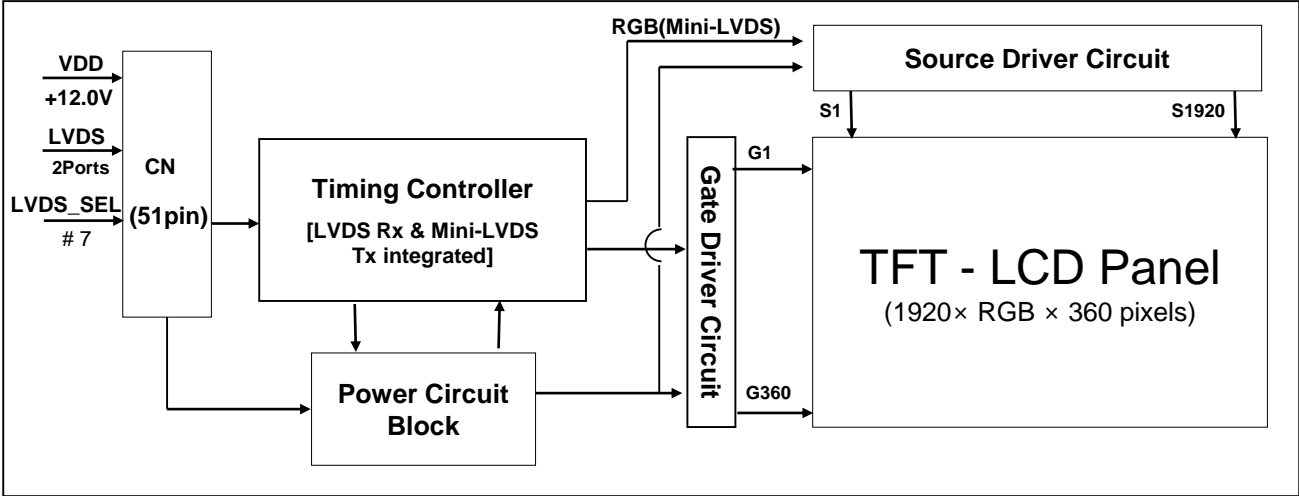 RGB(Mini-LVDS)
VDD
+12.0V
LVDS
2Ports
LVDS_SEL
# 7
CN
(51pin)
Timing Controller
[LVDS Rx & Mini-LVDS
Tx integrated]
Power Circuit
Block
Gate Driver Circuit
Source Driver Circuit
S1
S1920
G1
G360
TFT - LCD Panel
(1920× RGB × 360 pixels)